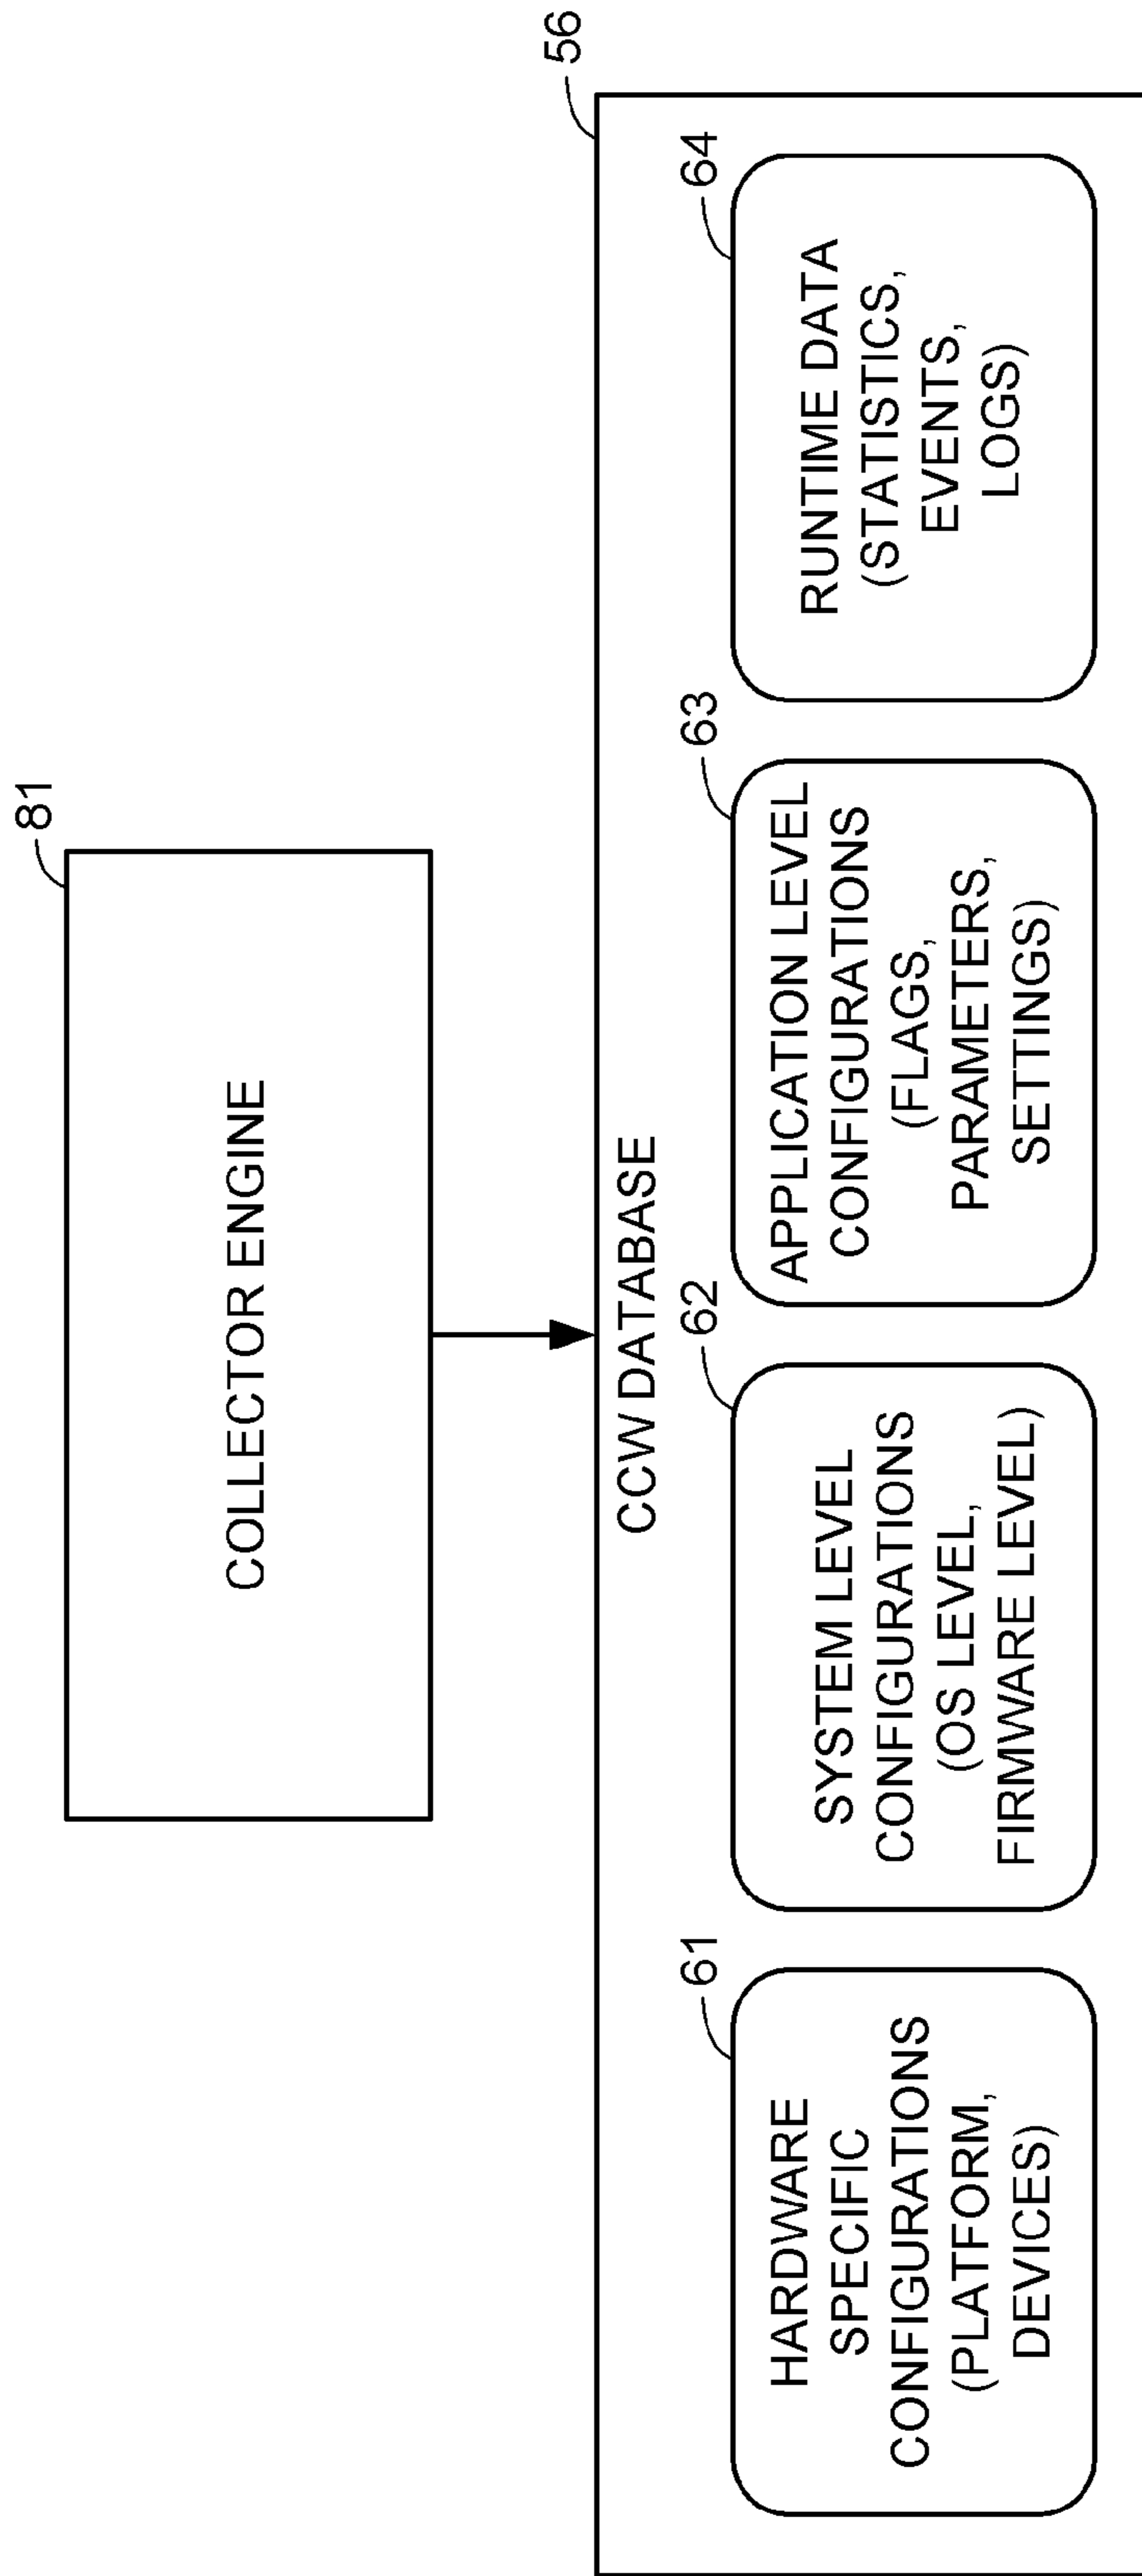 81
COLLECTOR ENGINE
56
CCW DATABASE
61
HARDWARE
SPECIFIC
CONFIGURATIONS
(PLATFORM,
DEVICES)
62
SYSTEM LEVEL
CONFIGURATIONS
(OS LEVEL,
FIRMWARE LEVEL)
63
APPLICATION LEVEL
CONFIGURATIONS
(FLAGS,
PARAMETERS,
SETTINGS)
64
RUNTIME DATA
(STATISTICS,
EVENTS,
LOGS)